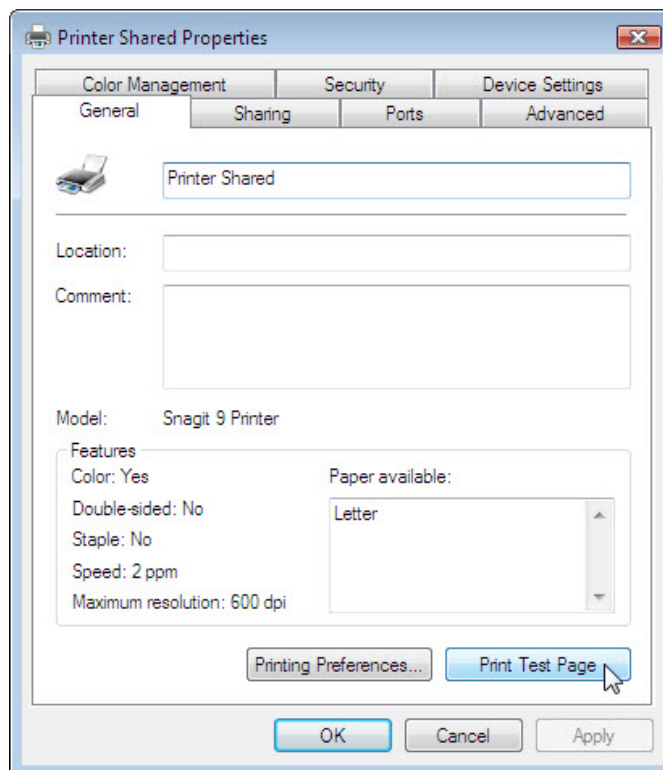 Printer Shared Properties
Color Management Security Device Settings
General Sharing Ports Advanced
Printer Shared
Location:
Comment:
Model: Snagit 9 Printer
Features
Color: Yes Paper available:
Double-sided: No Letter
Staple: No
Speed: 2 ppm
Maximum resolution: 600 dpi
Printing Preferences... Print Test Page
OK Cancel Apply